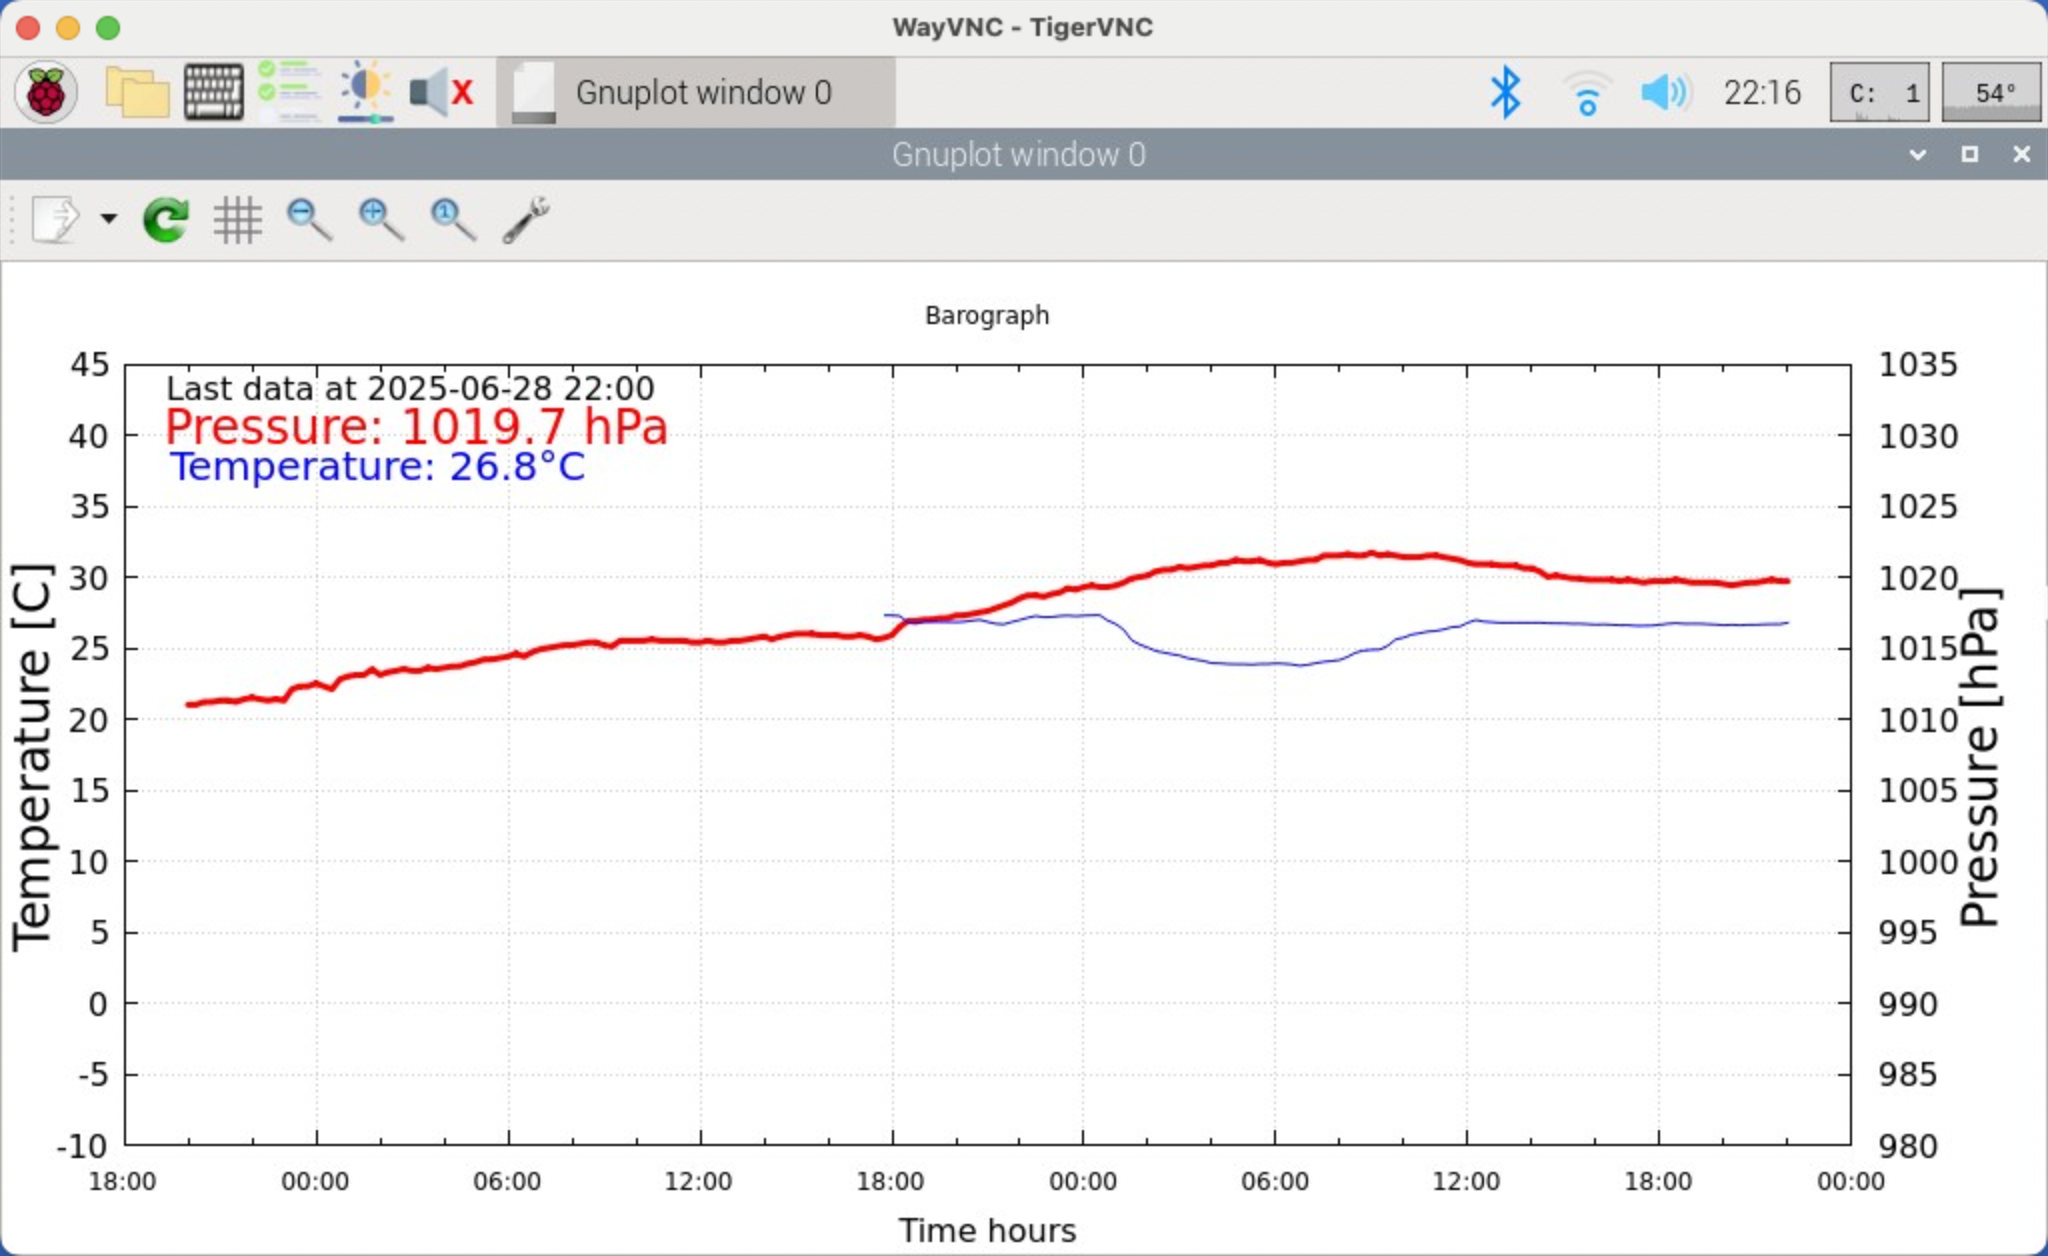 WayVNC - TigerVNC
Gnuplot window 0
22:16
C: 1
54°
Gnuplot window 0
1
Barograph
Last data at 2025-06-28 22:00
Pressure: 1019.7 hPa
Temperature: 26.8°C
Temperature [C]
45
40
35
30
25
20
15
10
5
0
-5
-10
1035
1030
1025
1020
1015
1010
1005
1000
995
990
985
980
Pressure [hPa]
18:00 00:00 06:00 12:00 18:00 00:00 06:00 12:00 18:00 00:00
Time hours